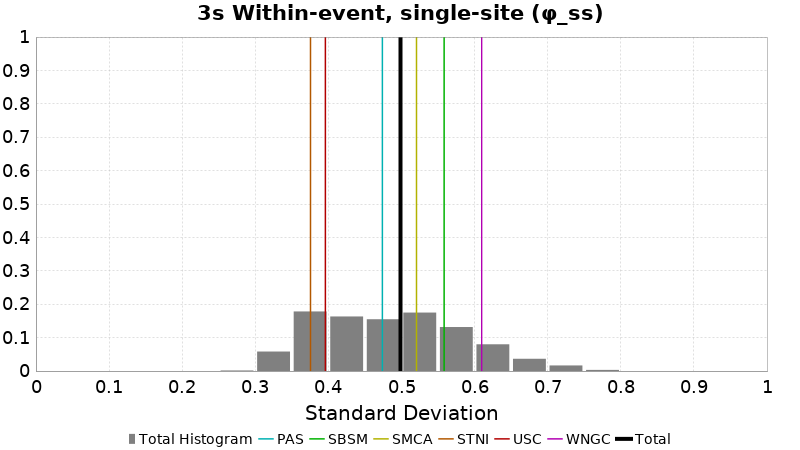 3s Within-event, single-site (φ_ss)
1
0.9
0.8
0.7
0.6
0.5
0.4
0.3
0.2
0.1
0
0 0.1 0.2 0.3 0.4 0.5 0.6 0.7 0.8 0.9 1
Standard Deviation
Total Histogram PAS SBSM SMCA STNI USC WNGC Total